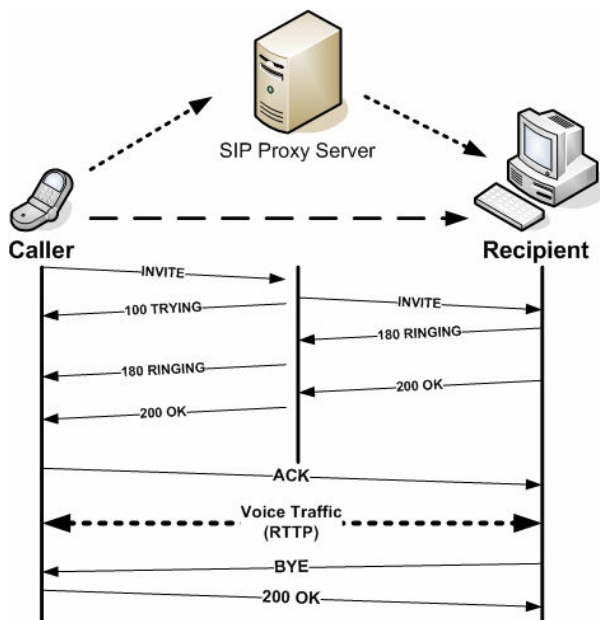 SIP Proxy Server
Caller
Recipient
INVITE
100 TRYING
INVITE
180 RINGING
180 RINGING
200 OK
200 OK
ACK
Voice Traffic
(RTTP)
BYE
200 OK